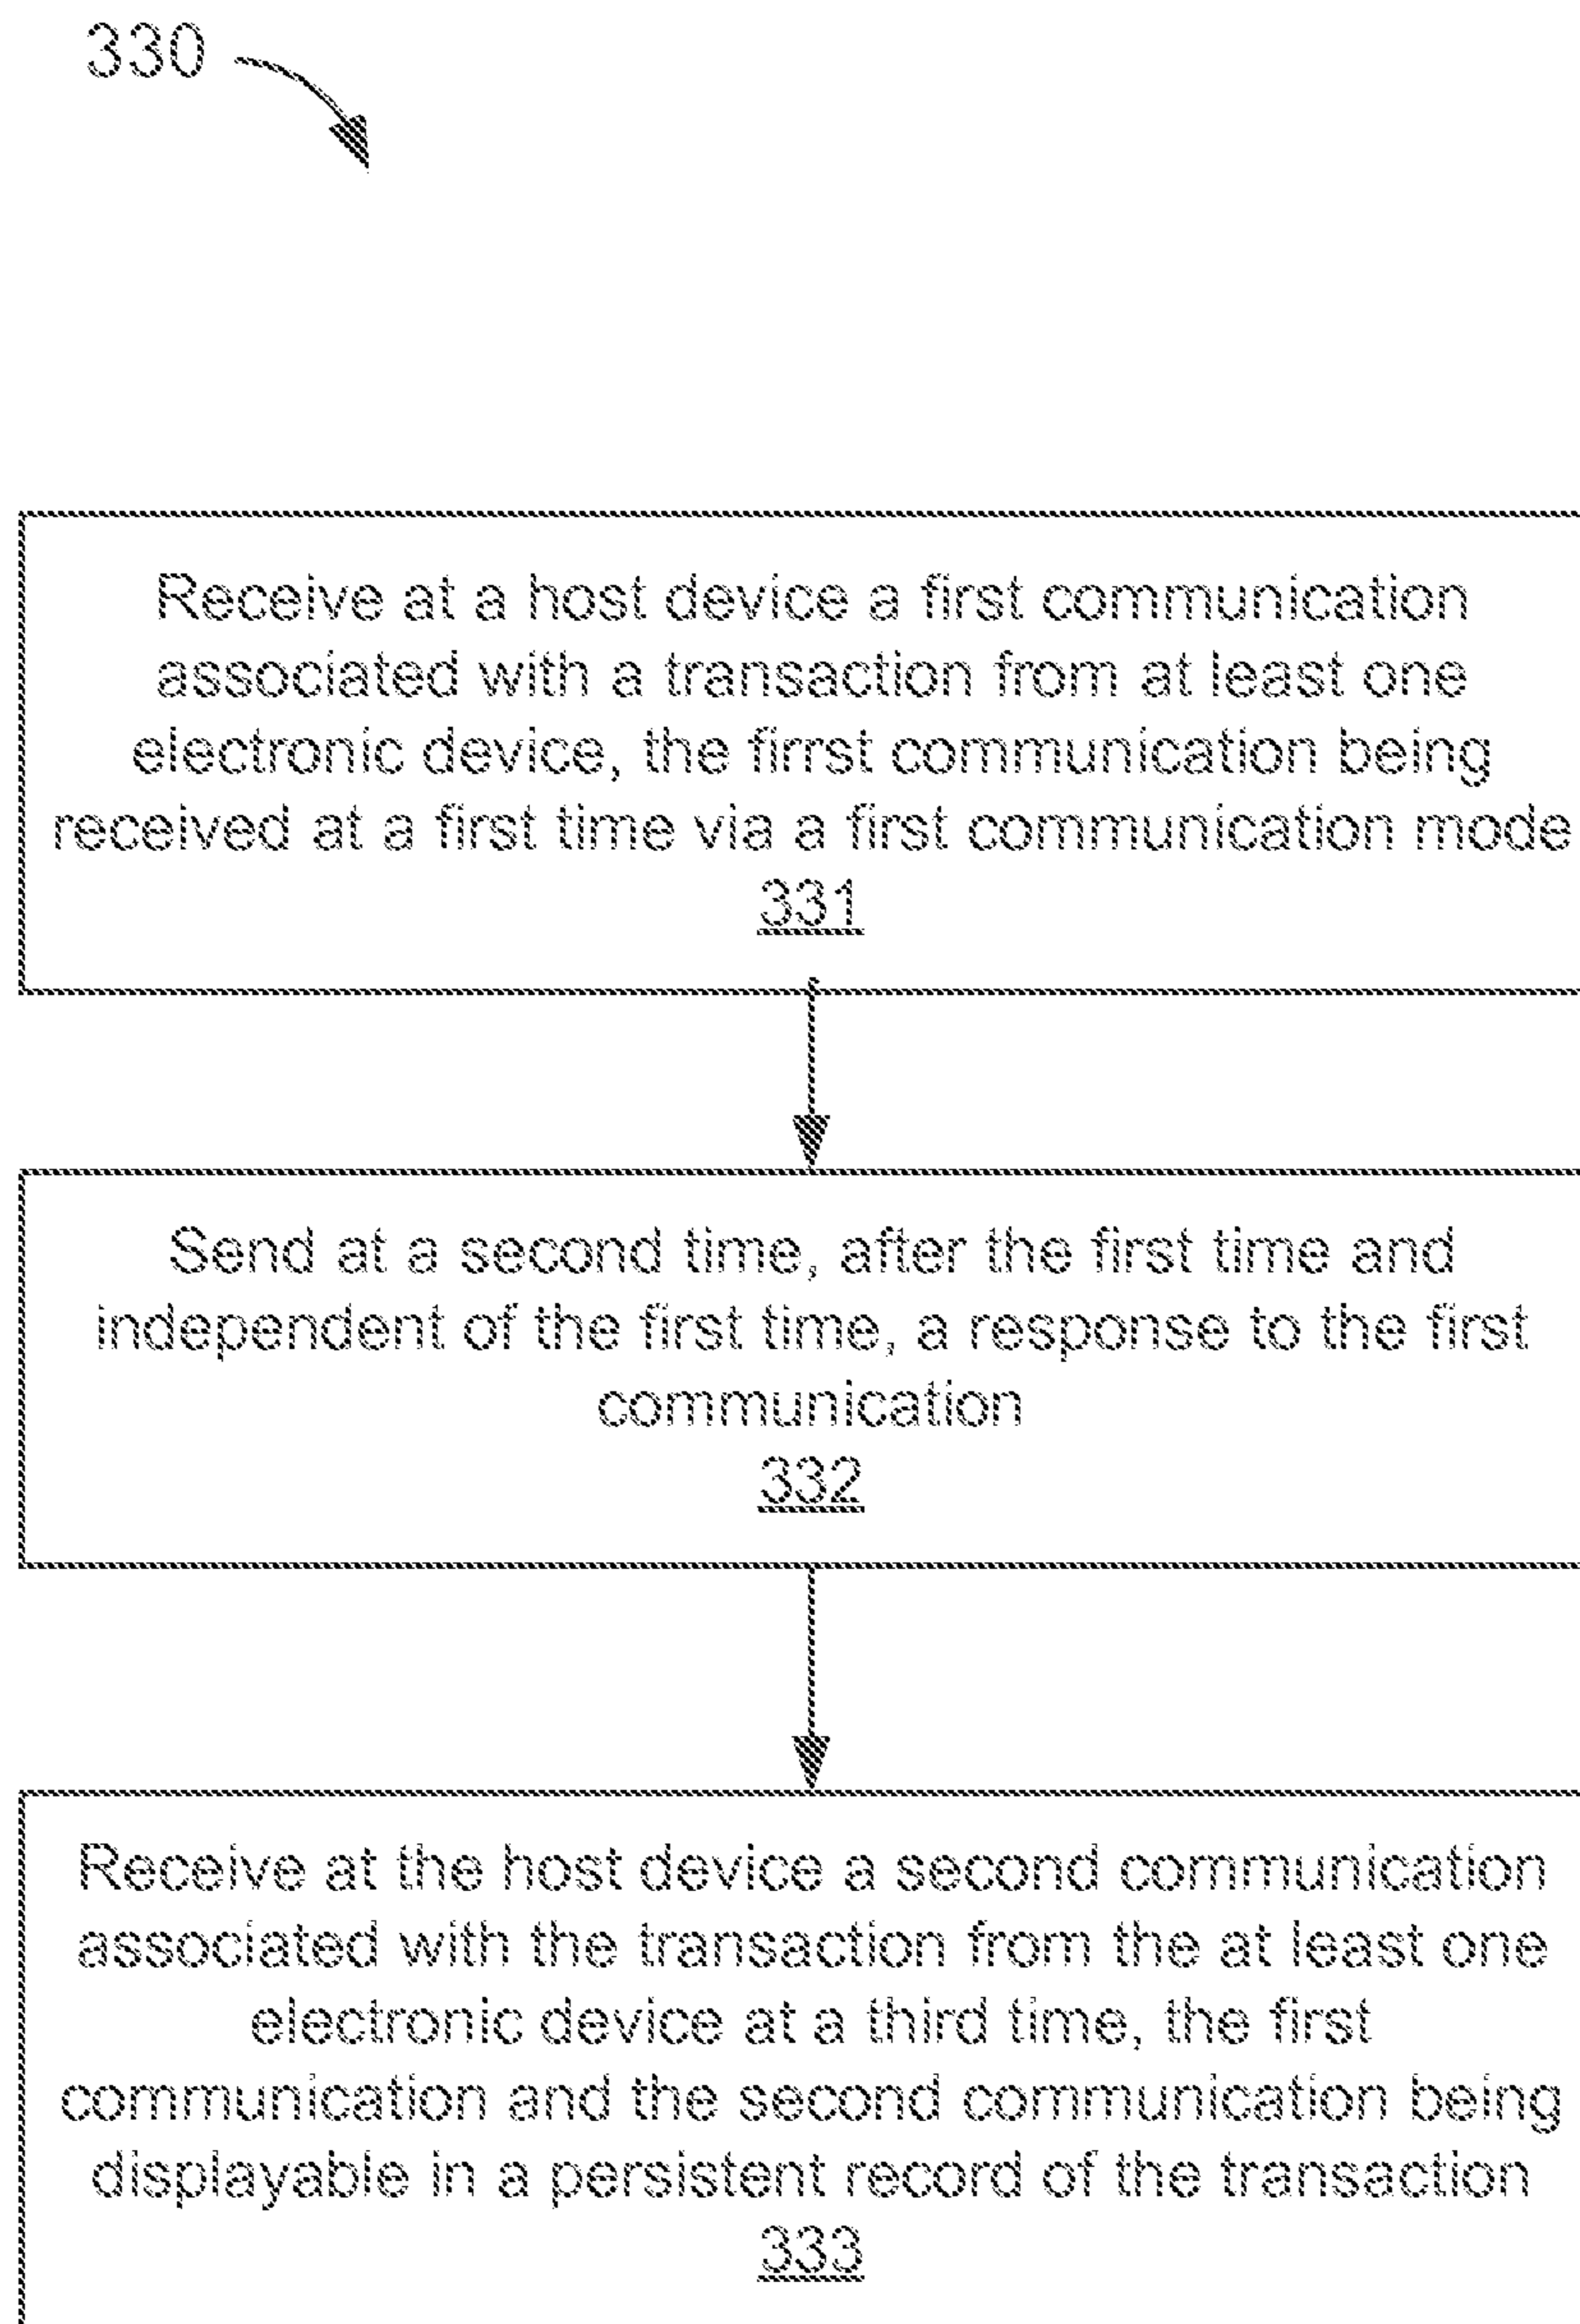 330
Receive at a host device a first communication
associated with a transaction from at least one
electronic device, the firrst communication being
received at a first time via a first communication mode
331
Send at a second time, after the first time and
independent of the first time, a response to the first
communication
332
Receive at the host device a second communication
associated with the transaction from the at least one
electronic device at a third time, the first
communication and the second communication being
displayable in a persistent record of the transaction
333